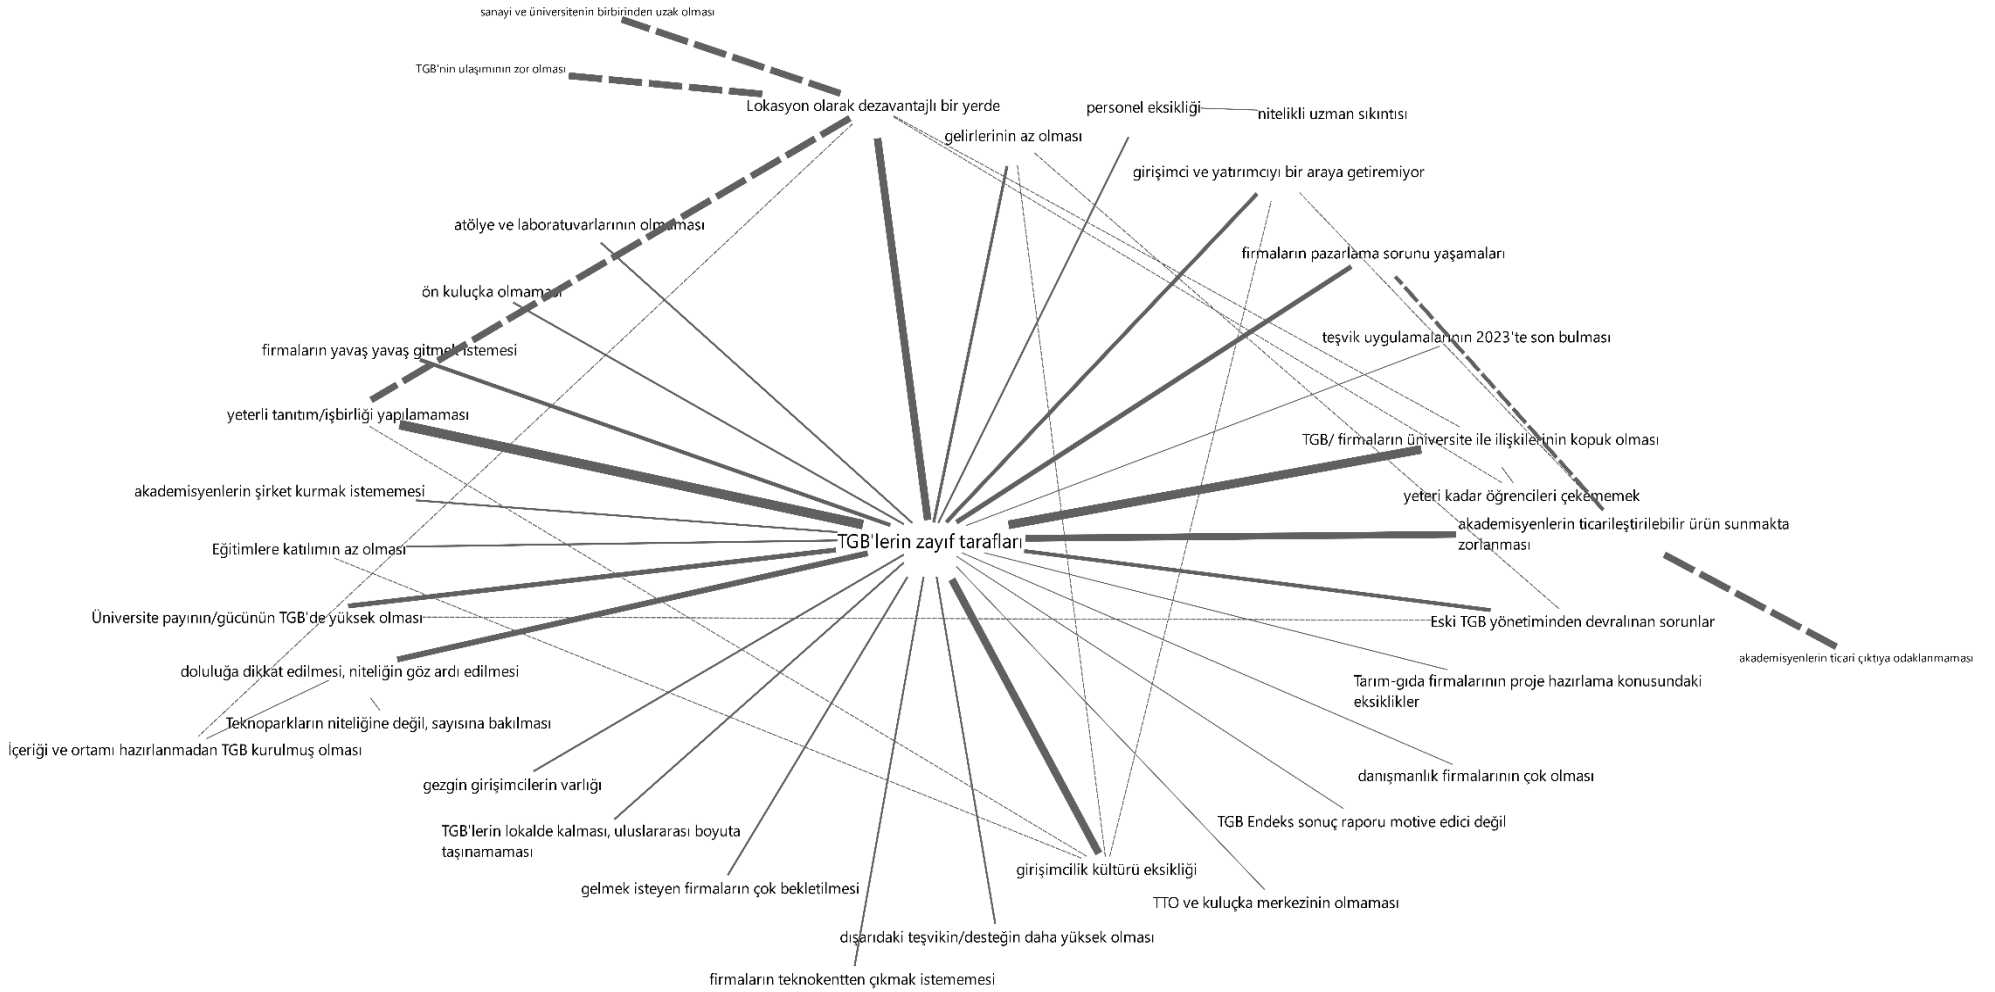 sanayi ve üniversitenin birbirinden uzak olması
TGB'nin ulaşımının zor olması
Lokasyon olarak dezavantajlı bir yerde
personel eksikliği
nitelikli uzman sıkıntısı
gelirlerinin az olması
girişimci ve yatırımcıyı bir araya getiremiyor
atölye ve laboratuvarlarının olmaması
firmaların pazarlama sorunu yaşamaları
ön kuluçka olmaması
teşvik uygulamalarının 2023'te son bulması
firmaların yavaş yavaş gitmek istemesi
yeterli tanıtım/işbirliği yapılamaması
TGB/ firmaların üniversite ile ilişkilerinin kopuk olması
akademisyenlerin şirket kurmak istememesi
yeteri kadar öğrencileri çekememek
akademisyenlerin ticarileştirilebilir ürün sunmakta
zorlanması
TGB'lerin zayıf tarafları
Eğitimlere katılımın az olması
Üniversite payının/gücünün TGB'de yüksek olması
Eski TGB yönetiminden devralınan sorunlar
akademisyenlerin ticari çıktıya odaklanmaması
doluluğa dikkat edilmesi, niteliğin göz ardı edilmesi
Tarım-gıda firmalarının proje hazırlama konusundaki
eksiklikler
Teknoparkların niteliğine değil, sayısına bakılması
İçeriği ve ortamı hazırlanmadan TGB kurulmuş olması
danışmanlık firmalarının çok olması
gezgin girişimcilerin varlığı
TGB Endeks sonuç raporu motive edici değil
TGB'lerin lokalde kalması, uluslararası boyuta
taşınamaması
girişimcilik kültürü eksikliği
gelmek isteyen firmaların çok bekletilmesi
TTO ve kuluçka merkezinin olmaması
dışarıdaki teşvikin/desteğin daha yüksek olması
firmaların teknokentten çıkmak istememesi